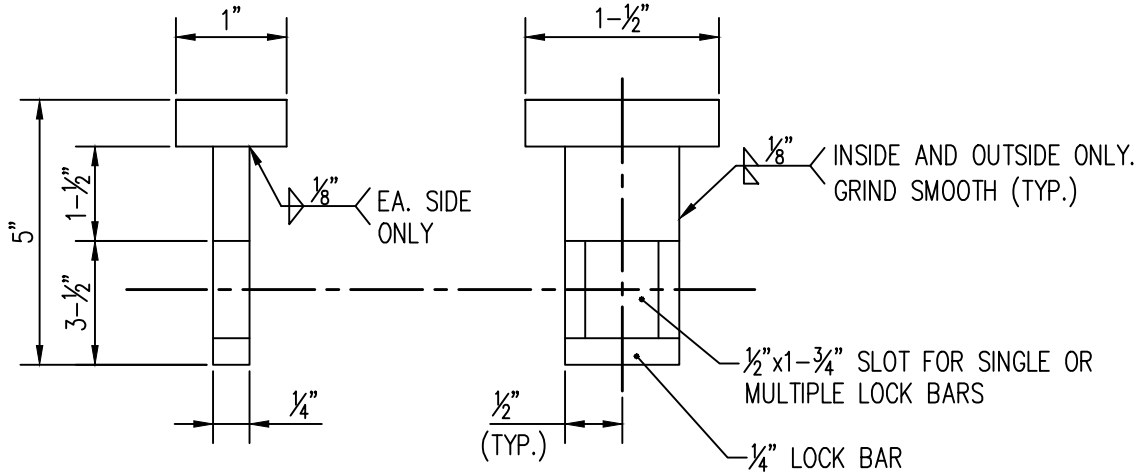 1"
1-½"
⅛"
INSIDE AND OUTSIDE ONLY.
GRIND SMOOTH (TYP.)
1-½"
⅛"
EA. SIDE
ONLY
5"
3-½"
½"x1-¾" SLOT FOR SINGLE OR
MULTIPLE LOCK BARS
¼"
½"
(TYP.)
¼" LOCK BAR